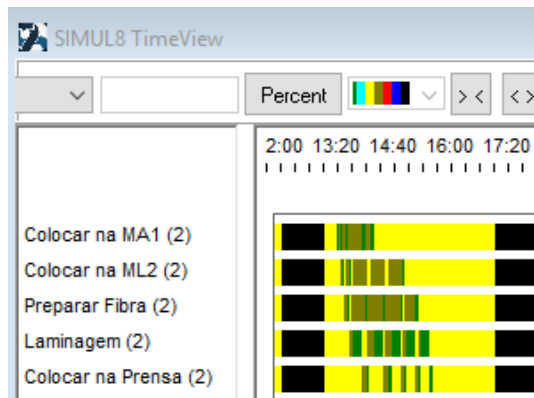 SIMUL8 TimeView
Percent > < < >
2:00 13:20 14:40 16:00 17:20
Colocar na MA1 (2)
Colocar na ML2 (2)
Preparar Fibra (2)
Laminagem (2)
Colocar na Prensa (2)